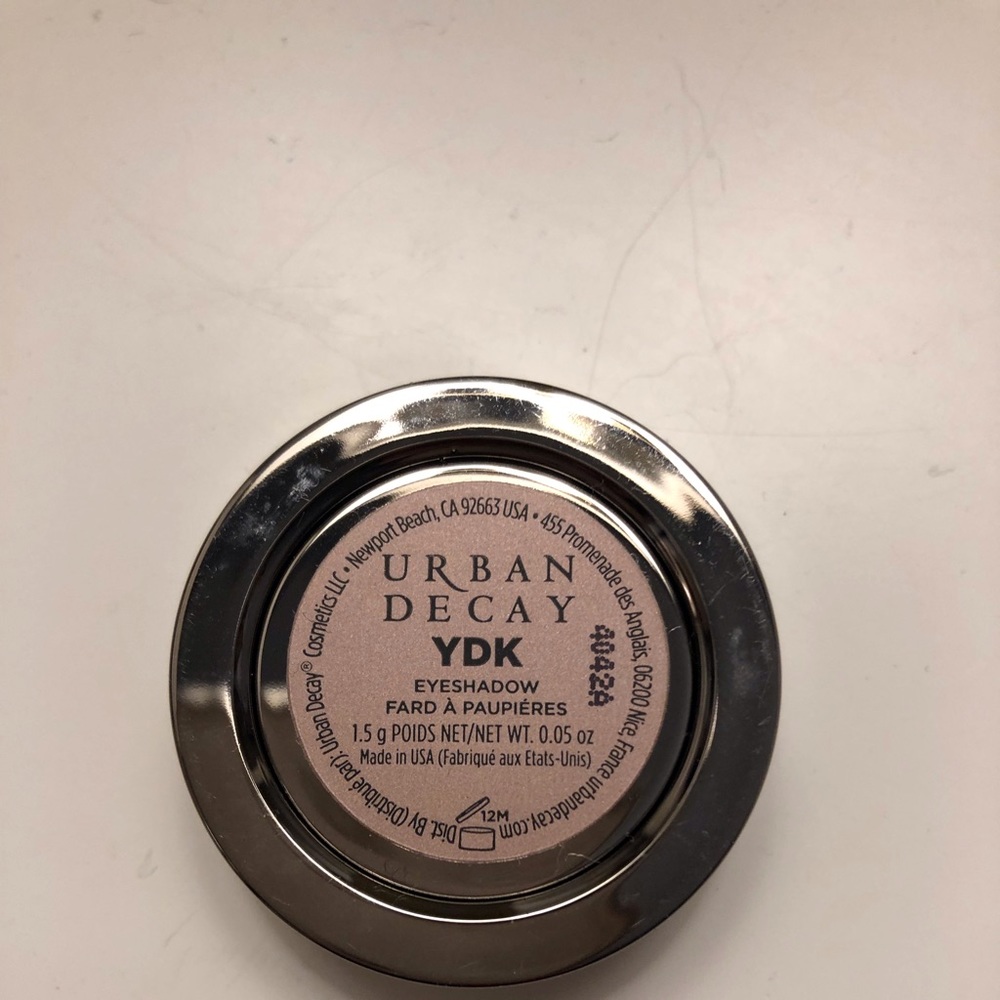 URBAN
DECAY
YDK
EYESHADOW
FARD À PAUPIÉRES
1.5 g POIDS NET/NET WT. 0.05 oz
Made in USA (Fabriqué aux Etats-Unis)
12M
Dist. By (Distribué par). Urban Decay® Cosmetics LLC • Newport Beach, CA 92663 USA • 455 Promenade des Anglais, 06200 Nice, France urbandecay.com
4042A